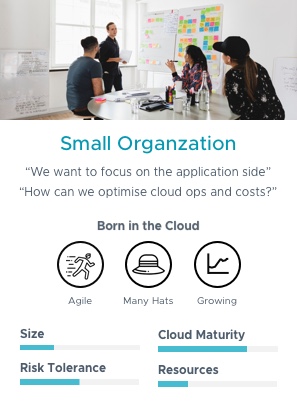 Small Organzation
“We want to focus on the application side”
“How can we optimise cloud ops and costs?”
Born in the Cloud
Agile
Many Hats
Growing
Size
Cloud Maturity
Risk Tolerance
Resources